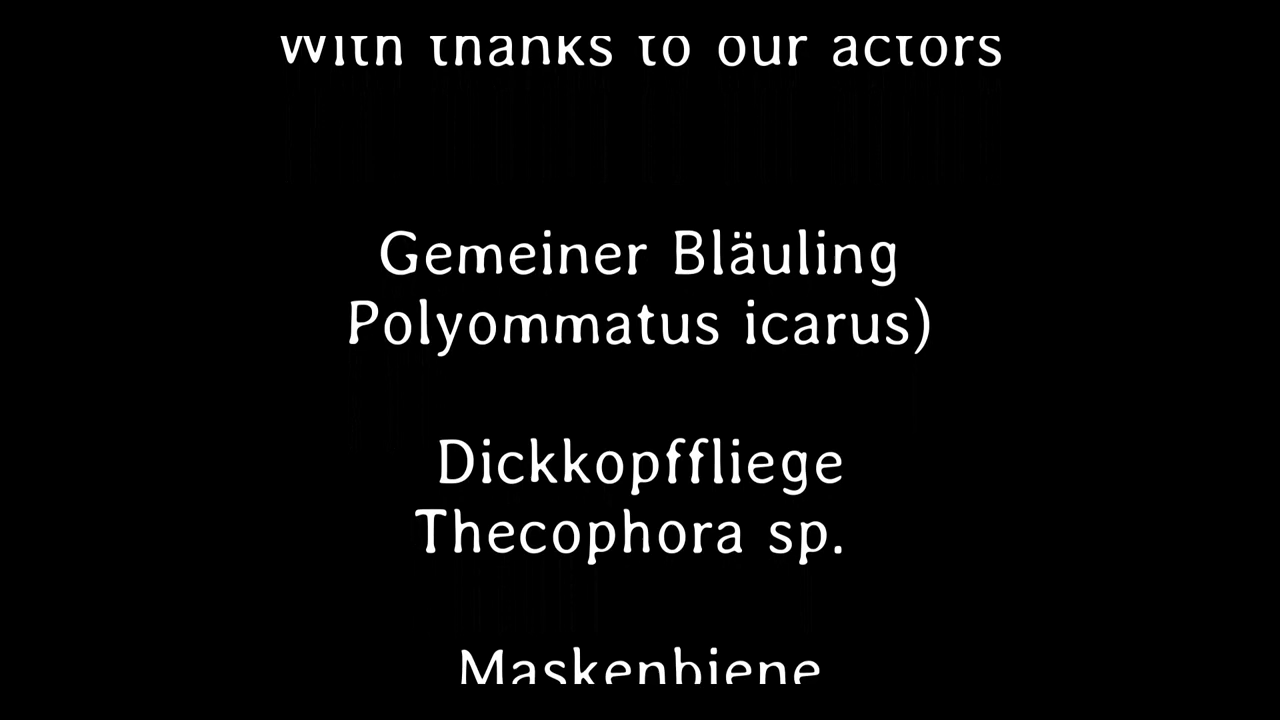 With thanks to our actors
Gemeiner Bläuling
Polyommatus icarus)
Dickkopffliege
Thecophora sp.
Maskenbiene